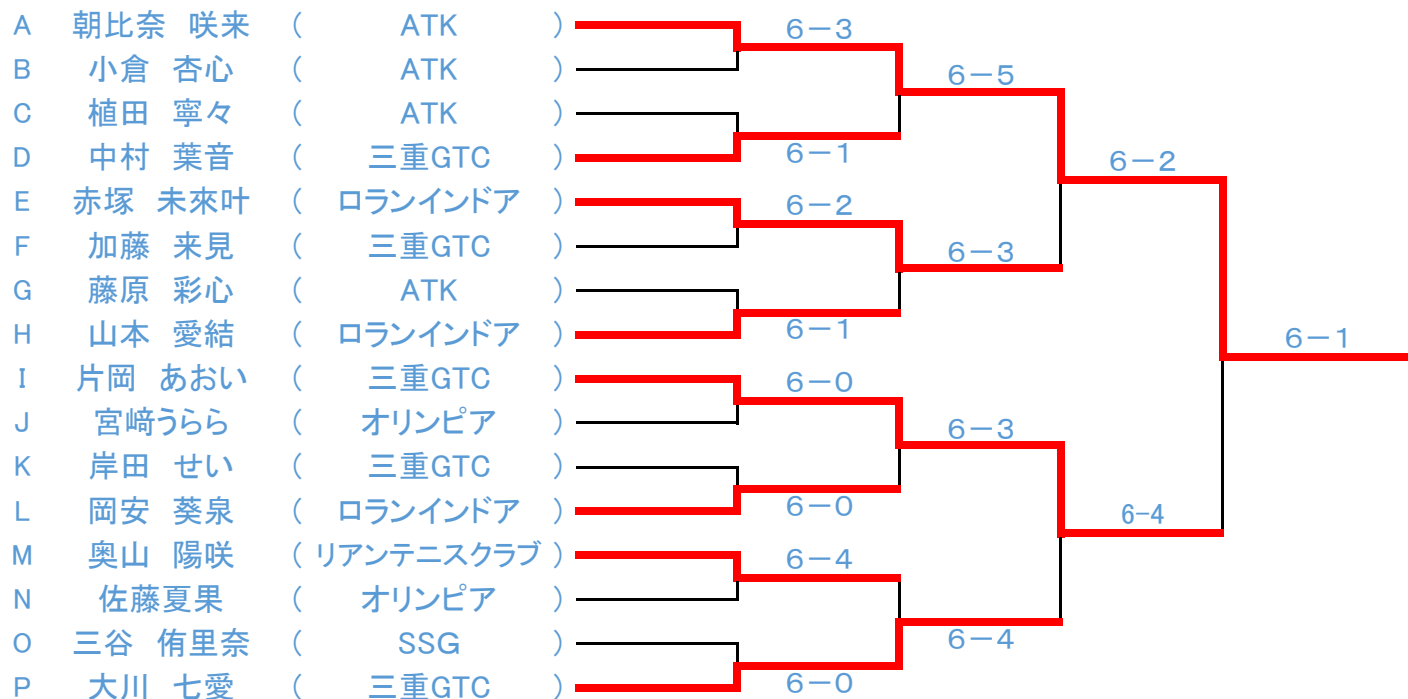 A 朝比奈 咲来 ( ATK ) 6-3
B 小倉 杏心 ( ATK ) 6-5
C 植田 寧々 ( ATK )
D 中村 葉音 ( 三重GTC ) 6-1 6-2
E 赤塚 未來叶 ( ロランインドア ) 6-2
F 加藤 来見 ( 三重GTC ) 6-3
G 藤原 彩心 ( ATK )
H 山本 愛結 ( ロランインドア ) 6-1 6-1
I 片岡 あおい ( 三重GTC ) 6-0
J 宮﨑うらら ( オリンピア ) 6-3
K 岸田 せい ( 三重GTC )
L 岡安 葵泉 ( ロランインドア ) 6-0 6-4
M 奥山 陽咲 ( リアンテニスクラブ ) 6-4
N 佐藤夏果 ( オリンピア )
O 三谷 侑里奈 ( SSG ) 6-4
P 大川 七愛 ( 三重GTC ) 6-0